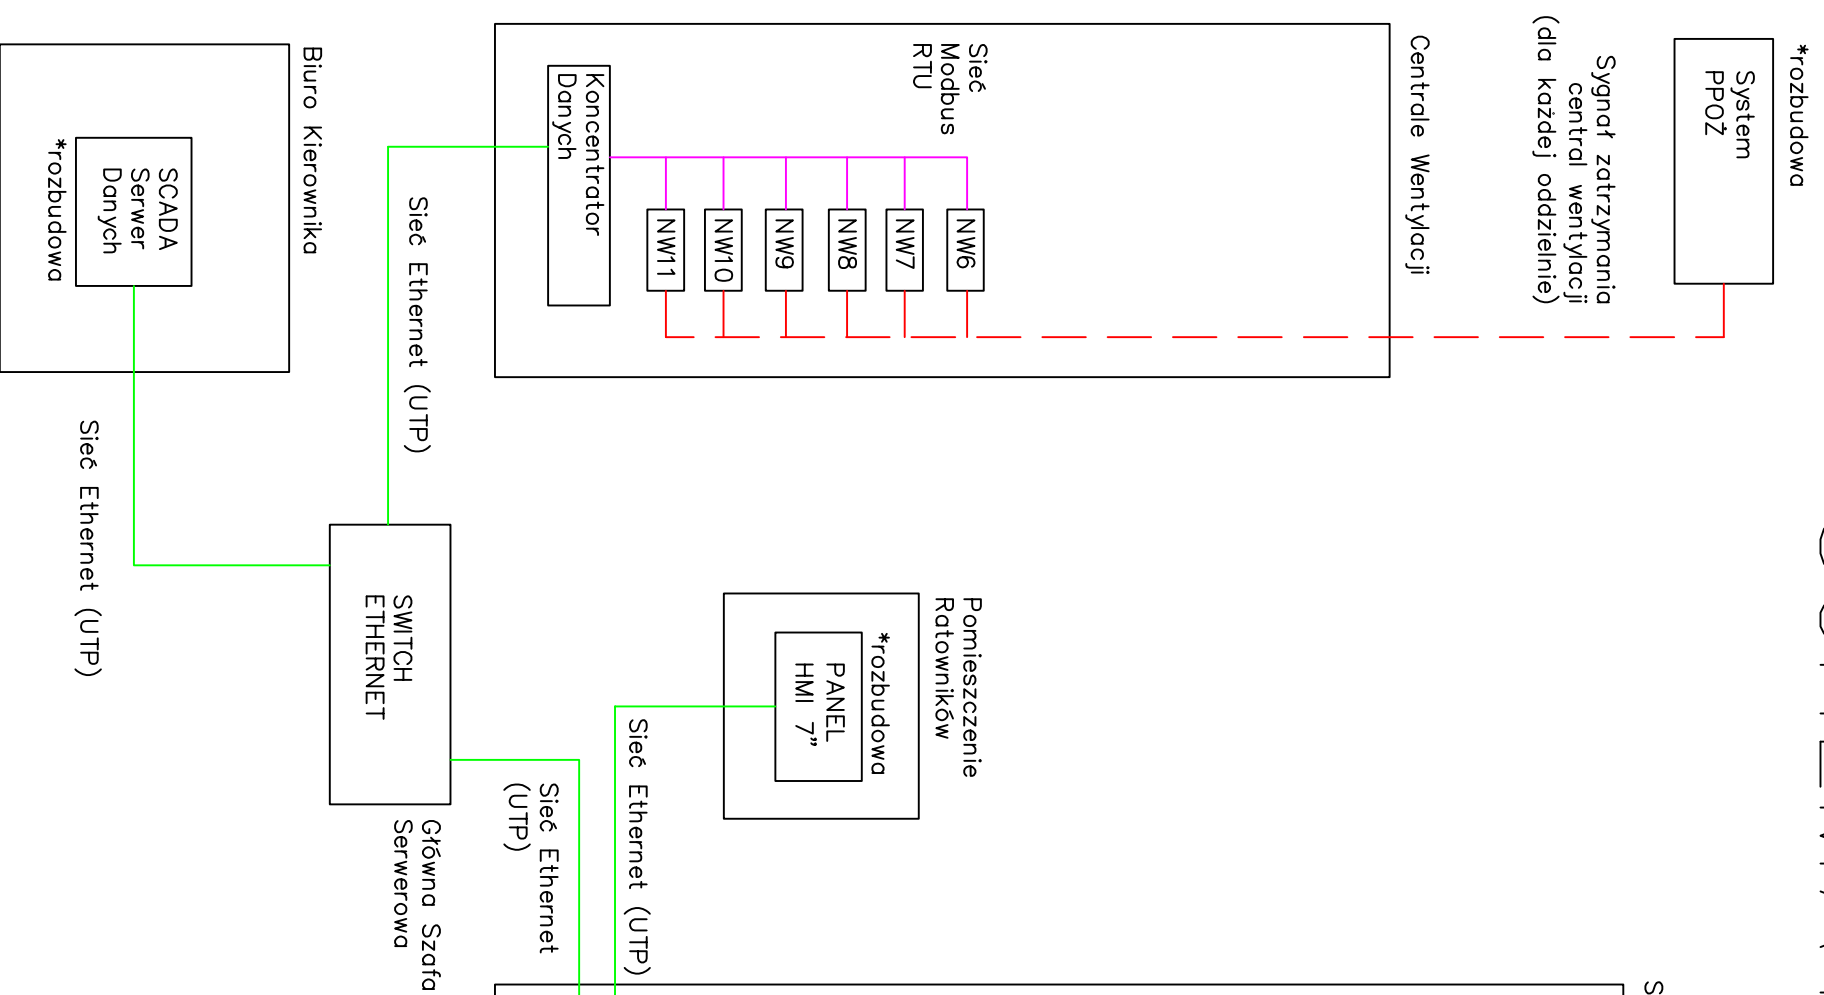 *rozbudowa
System
PPOŻ
Sygnał zatrzymania
central wentylacji
(dla każdej oddzielnie)
Centrale Wentylacji
Sieć
Modbus
RTU
NW6
NW7
NW8
NW9
NW10
NW11
Koncentrator
Danych
Sieć Ethernet (UTP)
Biuro Kierownika
SCADA
Serwer
Danych
*rozbudowa
Sieć Ethernet (UTP)
SWITCH
ETHERNET
Główna Szafa
Serwerowa
Sieć Ethernet
(UTP)
Pomieszczenie
Ratowników
*rozbudowa
PANEL
HMI 7”
Sieć Ethernet (UTP)